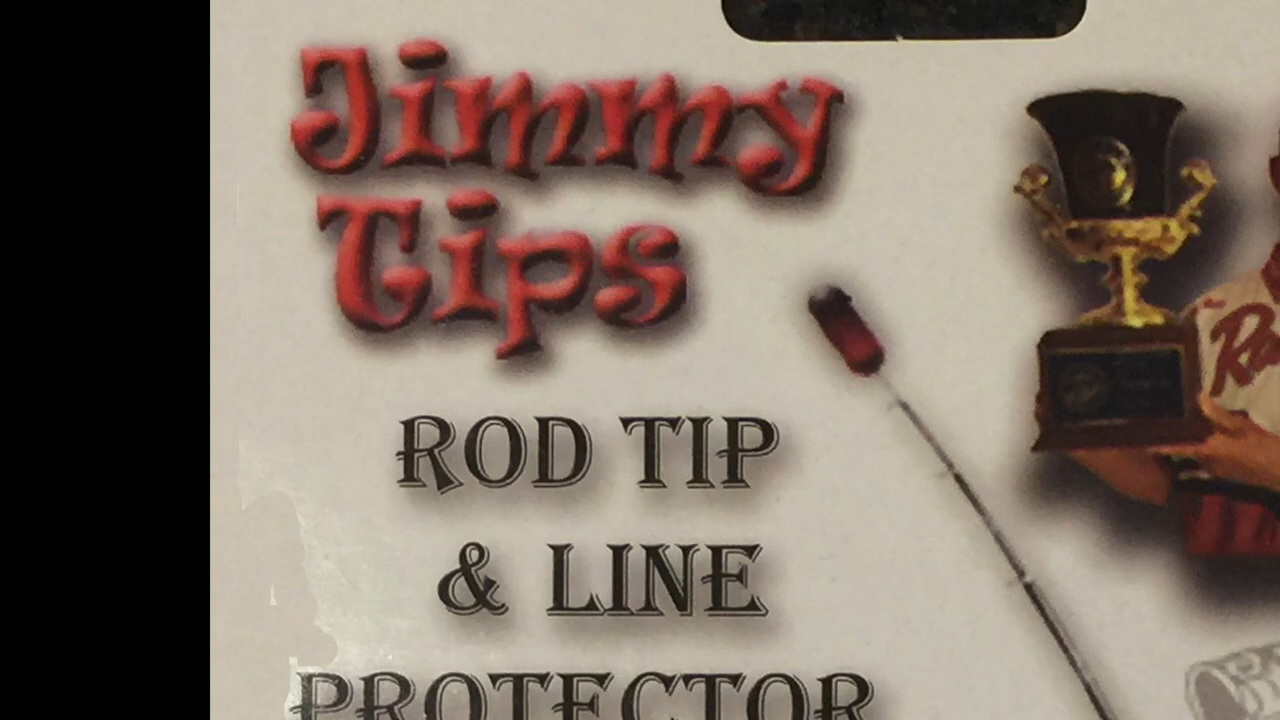 Jimmy
Tips
ROD TIP
& LINE
PROTECTOR